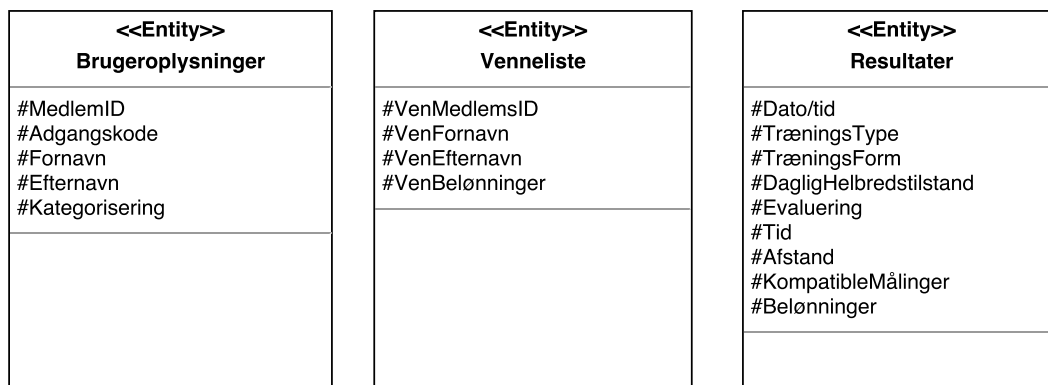 <<Entity>>
Brugeroplysninger
#MedlemID
#Adgangskode
#Fornavn
#Efternavn
#Kategorisering
<<Entity>>
Venneliste
#VenMedlemsID
#VenFornavn
#VenEfternavn
#VenBelønninger
<<Entity>>
Resultater
#Dato/tid
#TræningsType
#TræningsForm
#DagligHelbredstilstand
#Evaluering
#Tid
#Afstand
#KompatibleMålinger
#Belønninger